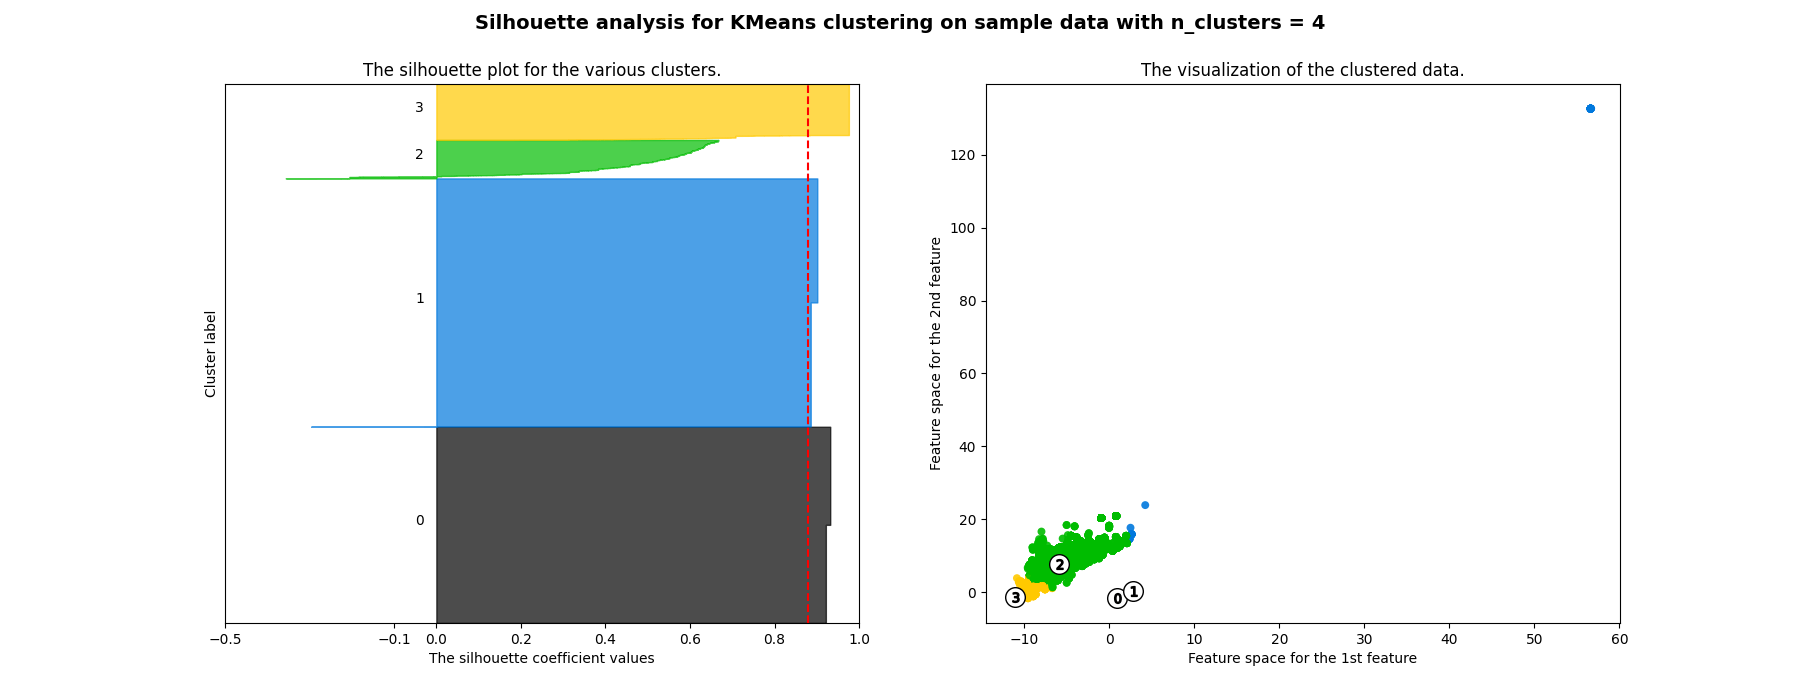 Silhouette analysis for KMeans clustering on sample data with n_clusters = 4
The silhouette plot for the various clusters.
3
2
1
0
Cluster label
−0.5 −0.1 0.0 0.2 0.4 0.6 0.8 1.0
The silhouette coefficient values
The visualization of the clustered data.
120
100
80
60
40
20
0
Feature space for the 2nd feature
2
3 0 1
−10 0 10 20 30 40 50 60
Feature space for the 1st feature